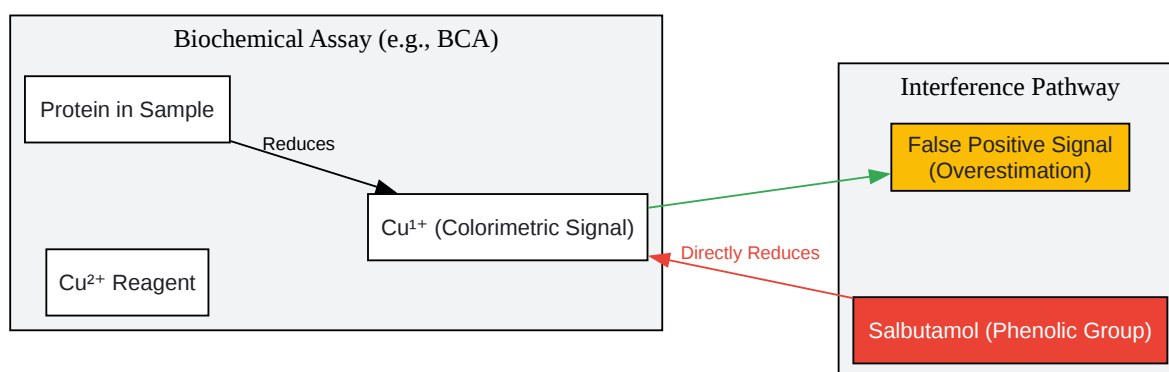 Biochemical Assay (e.g., BCA)
Protein in Sample
Reduces
Cu¹⁺ (Colorimetric Signal)
Cu²⁺ Reagent
Interference Pathway
False Positive Signal
(Overestimation)
Directly Reduces
Salbutamol (Phenolic Group)